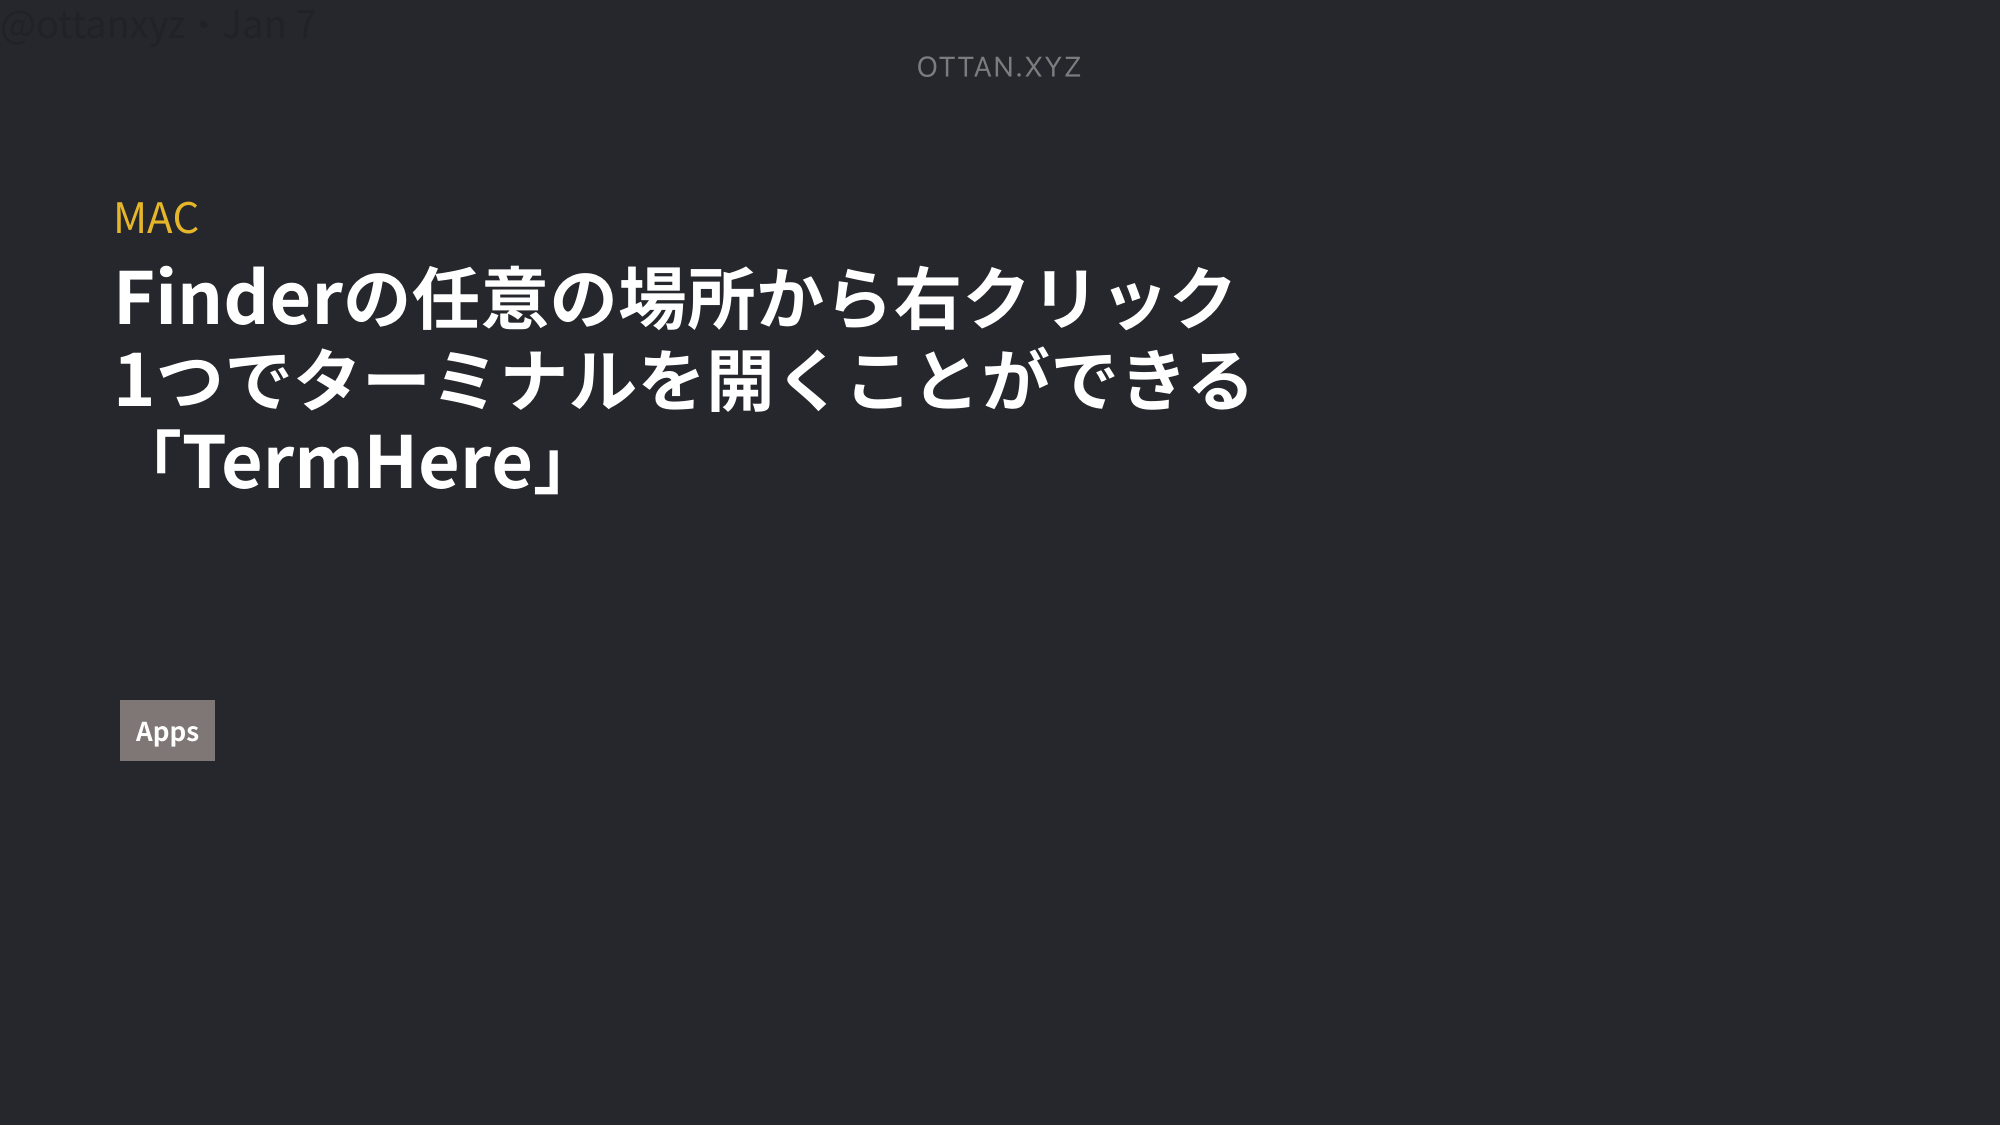 @ottanxyz・Jan 7
OTTAN.XYZ
MAC
Finderの任意の場所から右クリック
1つでターミナルを開くことができる
「TermHere」
Apps